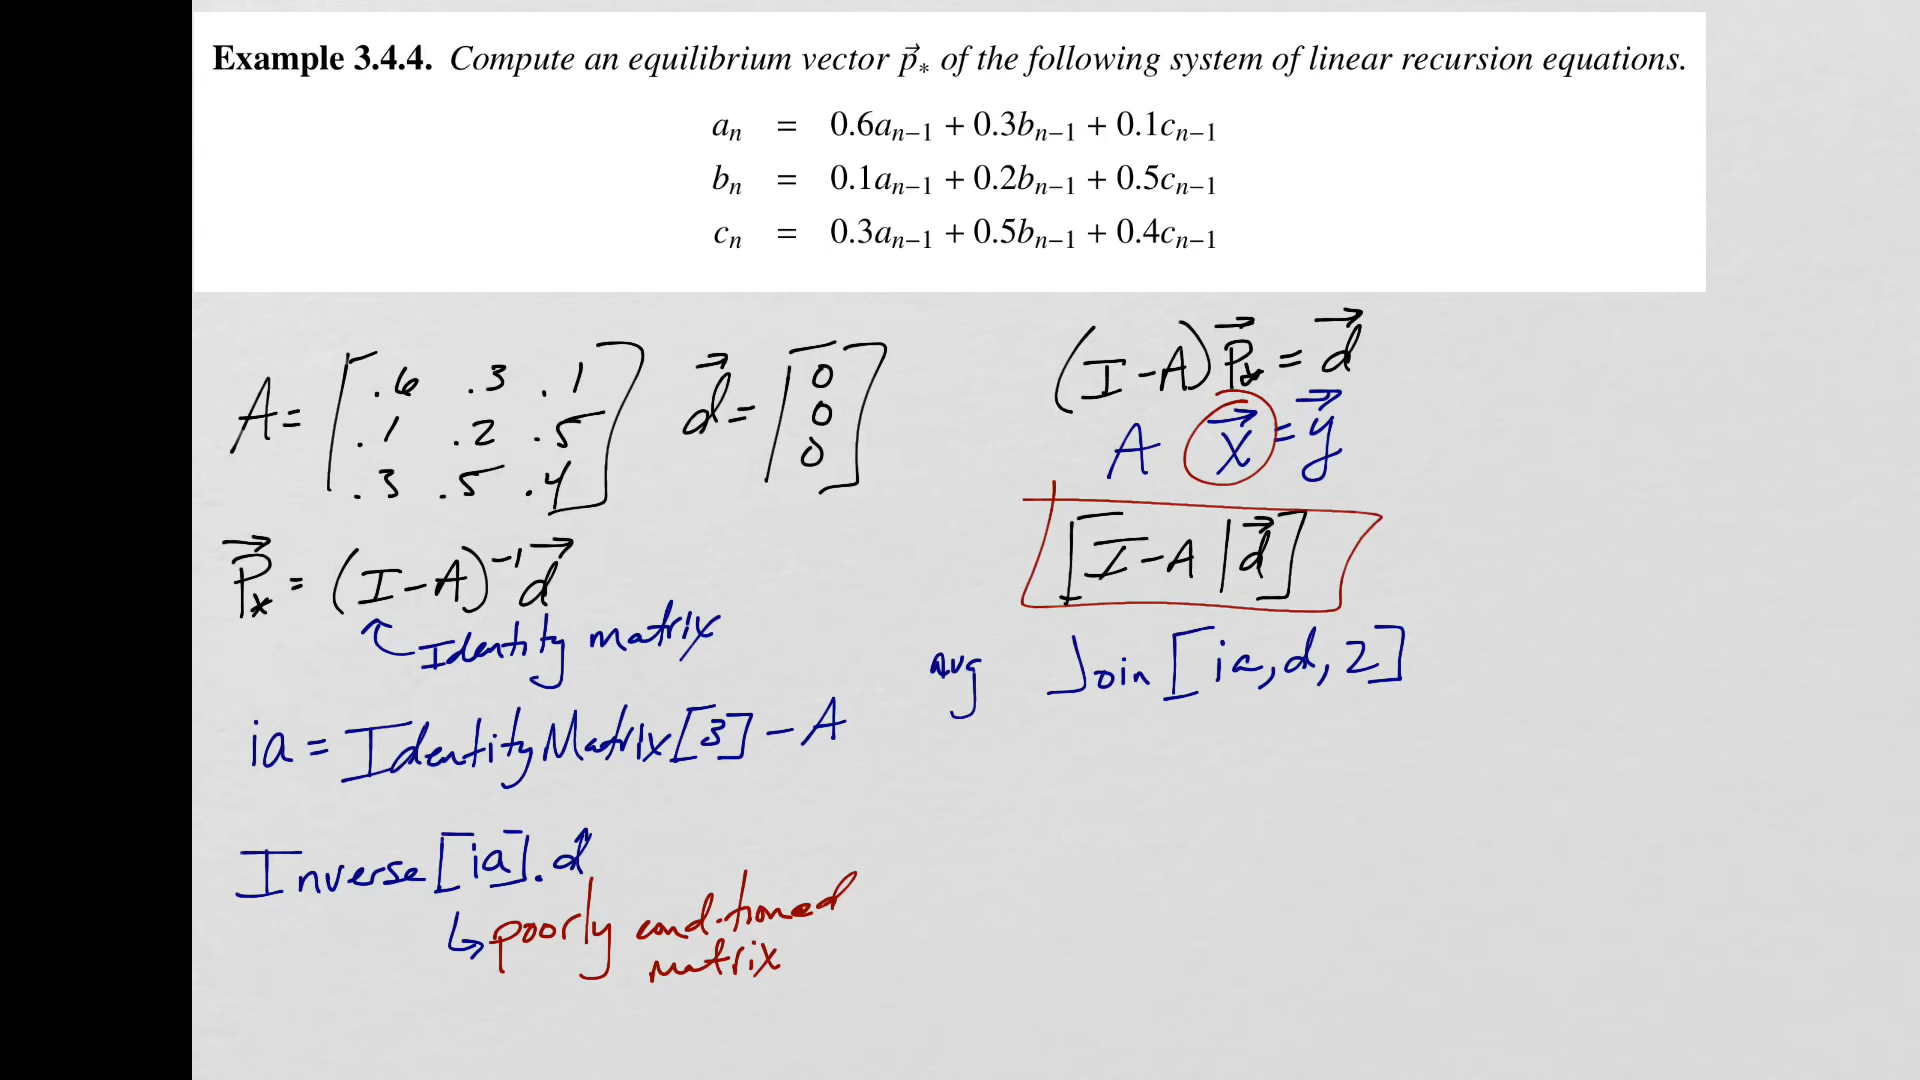 Example 3.4.4. Compute an equilibrium vector p⃗* of the following system of linear recursion equations.
aₙ = 0.6aₙ₋₁ + 0.3bₙ₋₁ + 0.1cₙ₋₁
bₙ = 0.1aₙ₋₁ + 0.2bₙ₋₁ + 0.5cₙ₋₁
cₙ = 0.3aₙ₋₁ + 0.5bₙ₋₁ + 0.4cₙ₋₁
A = [.6 .3 .1
.1 .2 .5
.3 .5 .4]
d⃗ = [0
0
0]
P⃗* = (I-A)⁻¹ d⃗
Identity matrix
ia = IdentityMatrix[3] - A
Inverse[ia].d
↳ poorly conditioned
matrix
(I-A) P⃗* = d⃗
A x⃗ = y⃗
[I-A | d⃗]
aug Join[ia,d,2]